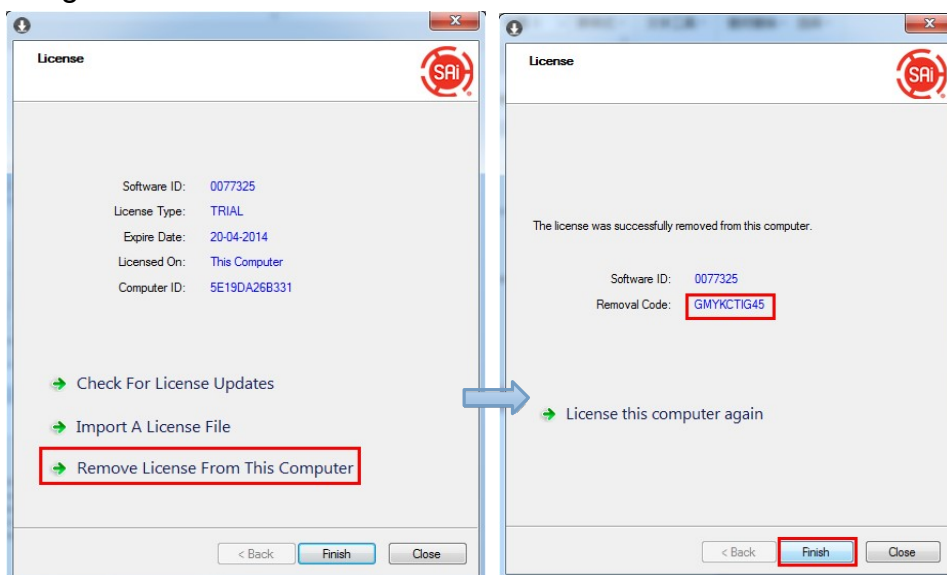 License
SAi
Software ID: 0077325
License Type: TRIAL
Expire Date: 20-04-2014
Licensed On: This Computer
Computer ID: 5E19DA26B331
Check For License Updates
Import A License File
Remove License From This Computer
< Back Finish Close
License
SAi
The license was successfully removed from this computer.
Software ID: 0077325
Removal Code: GMYKCTIG45
License this computer again
< Back Finish Close